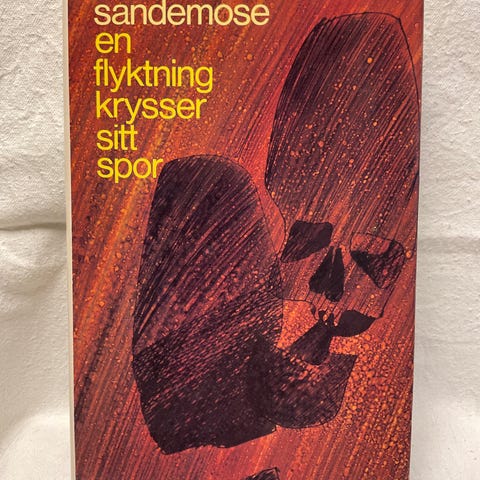 sandemose
en
flyktning
krysser
sitt
spor